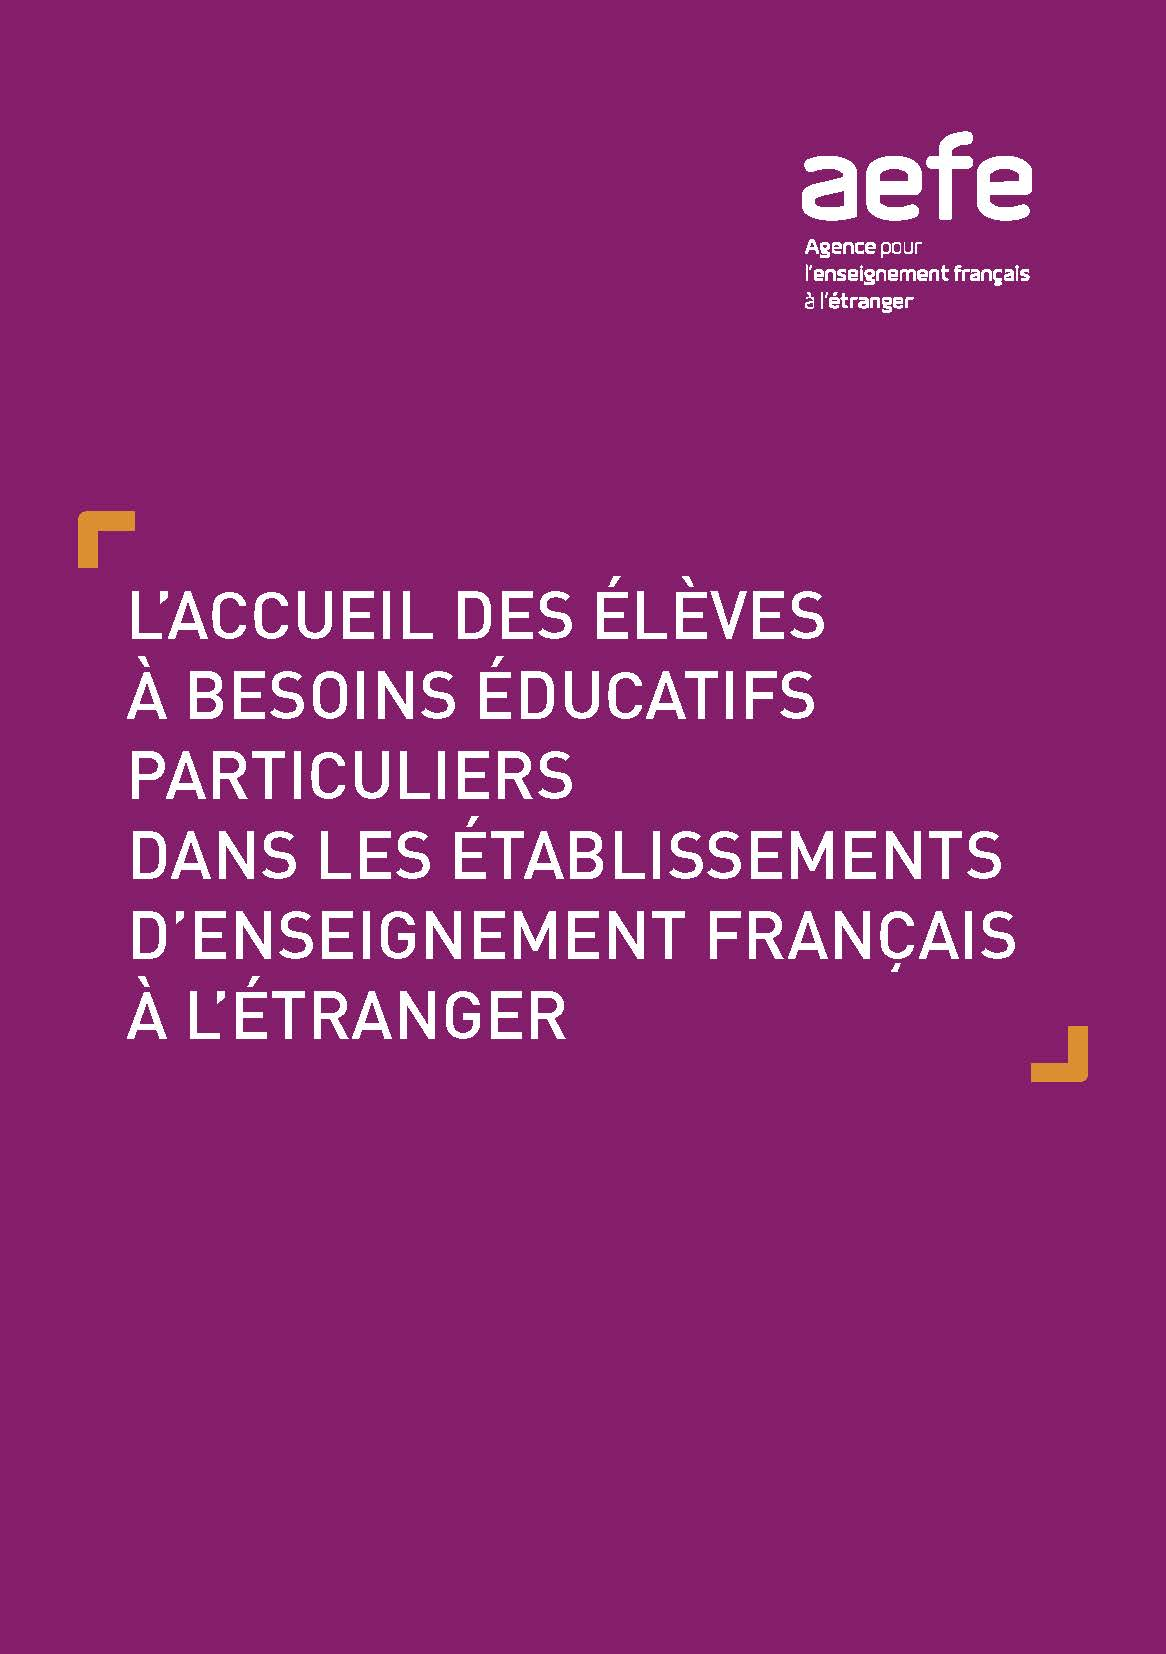 aefe
Agence pour
l'enseignement français
à l'étranger
L'ACCUEIL DES ÉLÈVES
À BESOINS ÉDUCATIFS
PARTICULIERS
DANS LES ÉTABLISSEMENTS
D'ENSEIGNEMENT FRANÇAIS
À L'ÉTRANGER